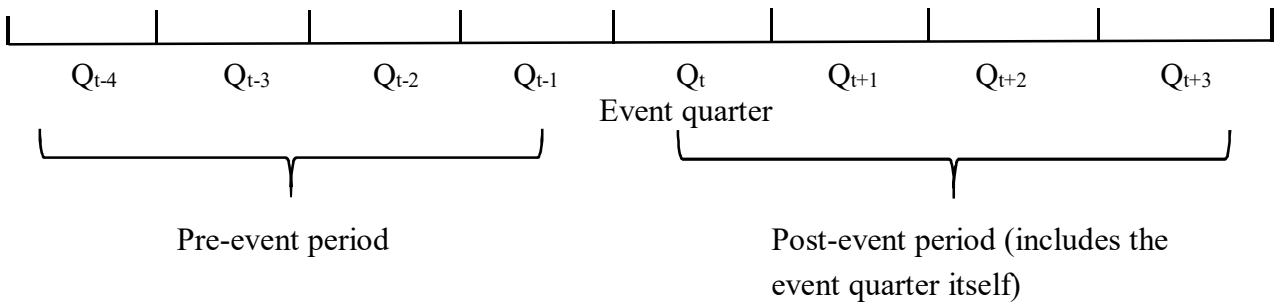 Qt-4 Qt-3 Qt-2 Qt-1 Qt Qt+1 Qt+2 Qt+3
Event quarter
Pre-event period
Post-event period (includes the
event quarter itself)